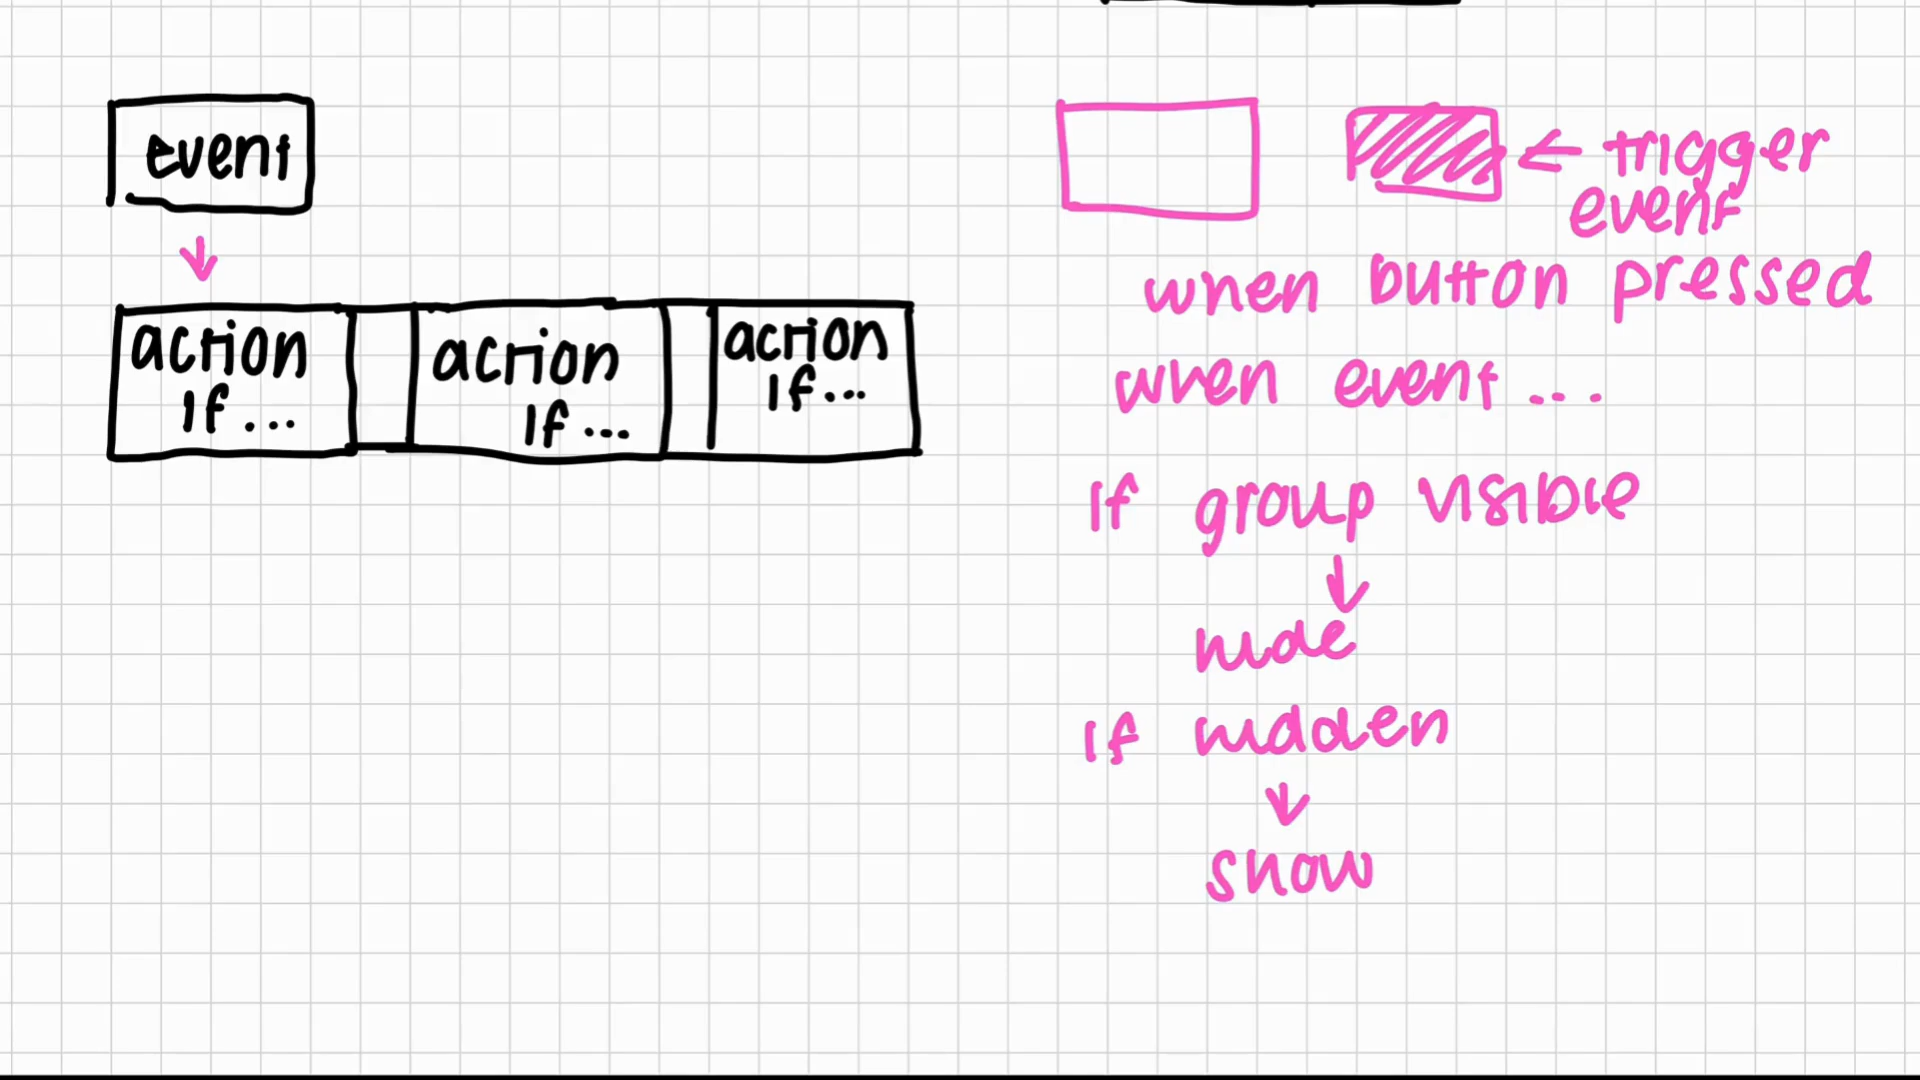 event
action
if...
action
if...
action
if...
← trigger
event
when button pressed
when event ...
if group visible
↓
hide
if hidden
↓
show